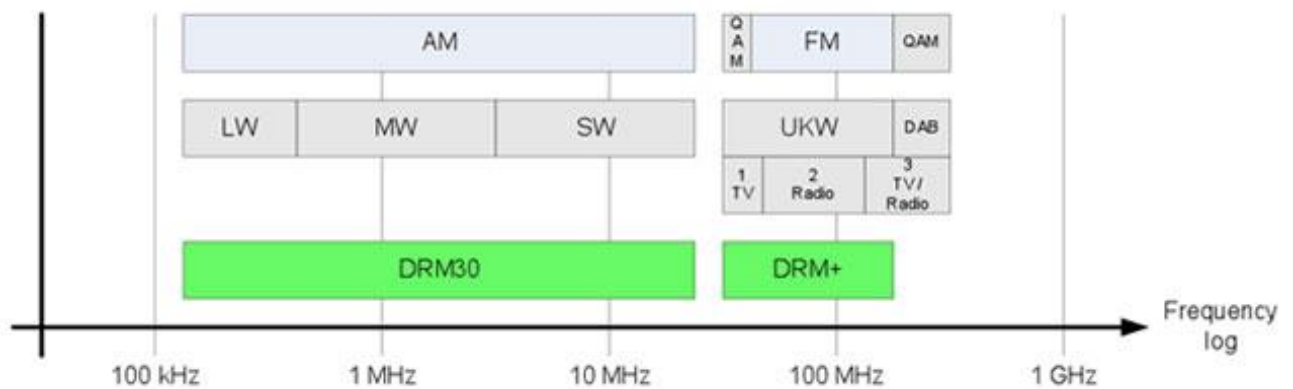 AM
Q
A
M
FM
QAM
LW
MW
SW
UKW
DAB
1
TV
2
Radio
3
TV/
Radio
DRM30
DRM+
Frequency
log
100 kHz
1 MHz
10 MHz
100 MHz
1 GHz